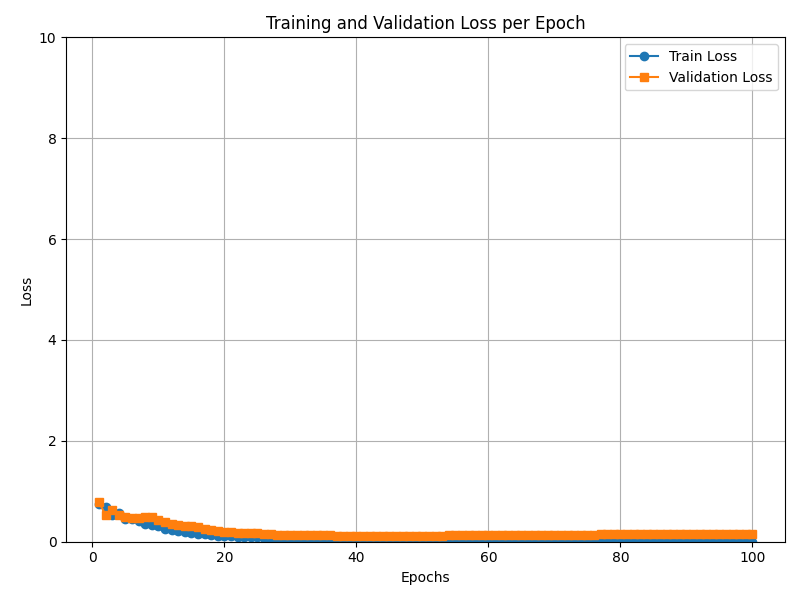 Training and Validation Loss per Epoch
Train Loss
Validation Loss
10
8
6
4
2
0
Loss
0 20 40 60 80 100
Epochs